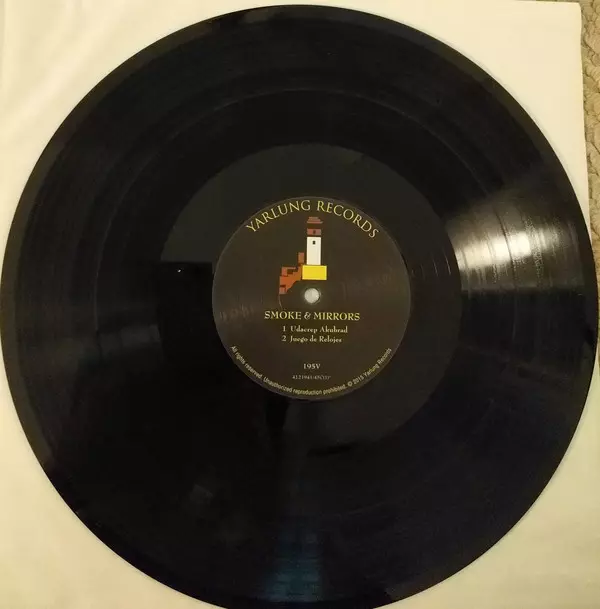 YARLUNG RECORDS
SMOKE & MIRRORS
1 Udacrep Akubrad
2 Juego de Relojes
195V
All rights reserved. Unauthorized reproduction prohibited. © 2015 Yarlung Records